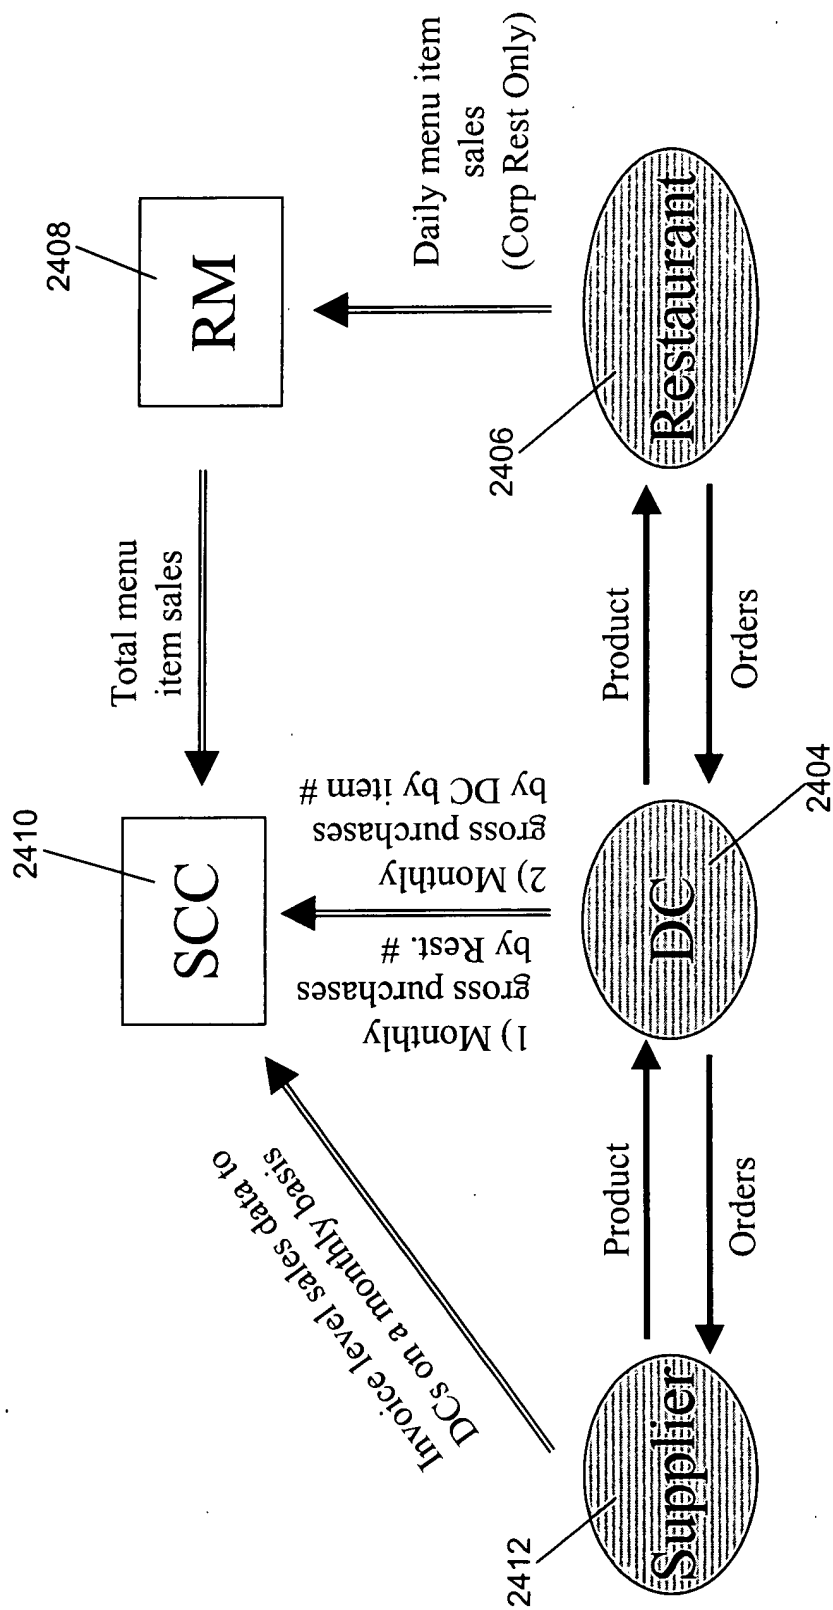 2410
SCC
Total menu
item sales
2408
RM
Invoice level sales data to
DCs on a monthly basis
1) Monthly
gross purchases
by Rest. #
2) Monthly
gross purchases
by DC by item #
Daily menu item
sales
(Corp Rest Only)
2412
Supplier
Product
Orders
DC
2404
Product
Orders
2406
Restaurant